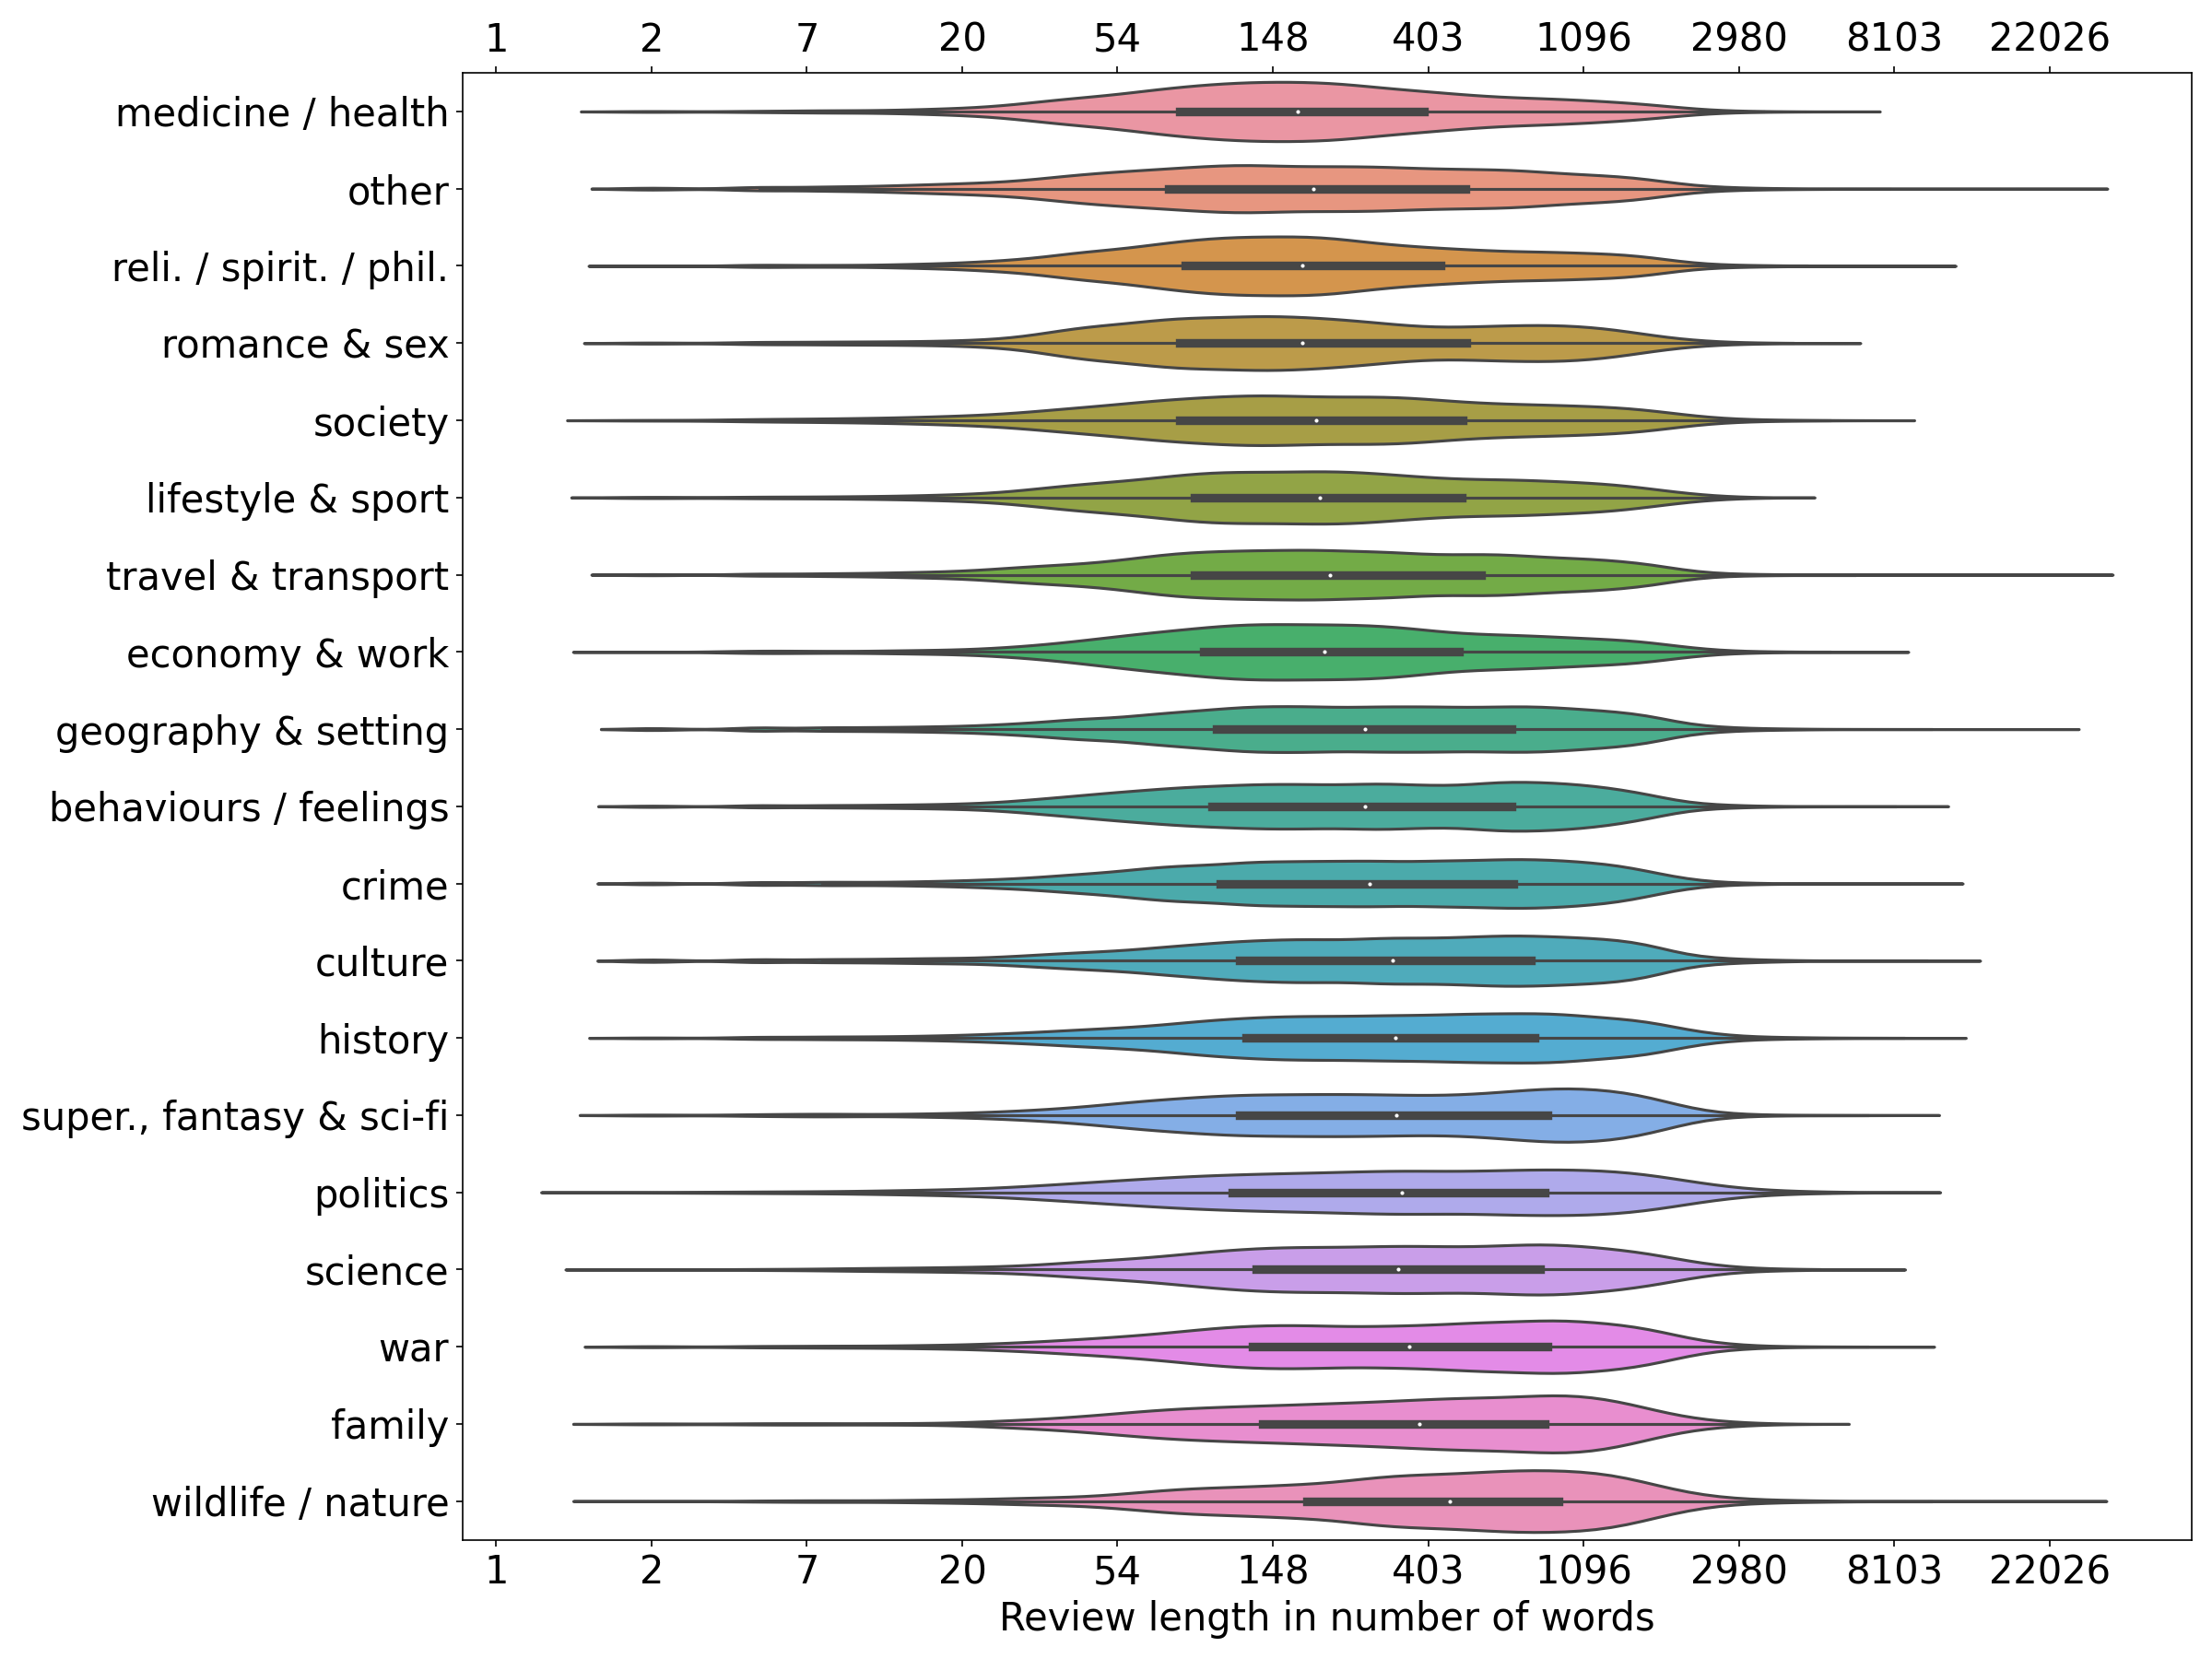 1 2 7 20 54 148 403 1096 2980 8103 22026
medicine / health
other
reli. / spirit. / phil.
romance & sex
society
lifestyle & sport
travel & transport
economy & work
geography & setting
behaviours / feelings
crime
culture
history
super., fantasy & sci-fi
politics
science
war
family
wildlife / nature
1 2 7 20 54 148 403 1096 2980 8103 22026
Review length in number of words